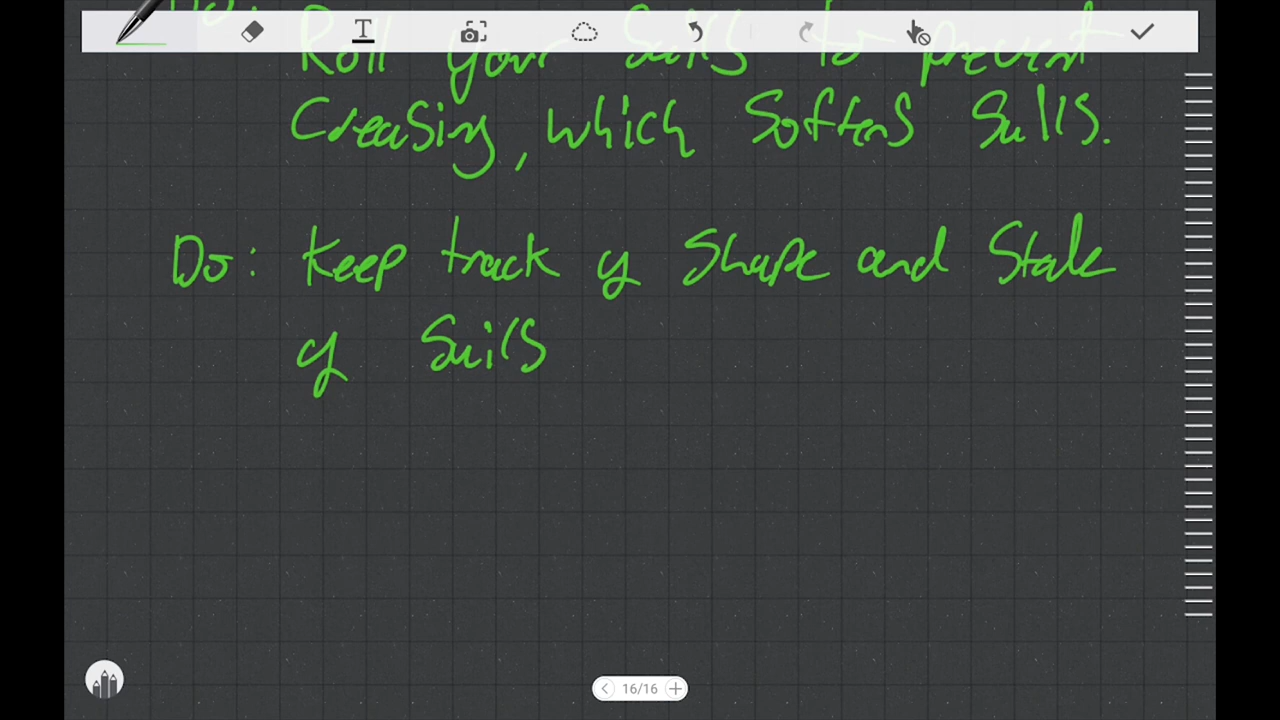 Do:
Roll your Sails to prevent
Creasing, which Softens Sails.
Do: Keep track of Shape and State
of Sails
16/16